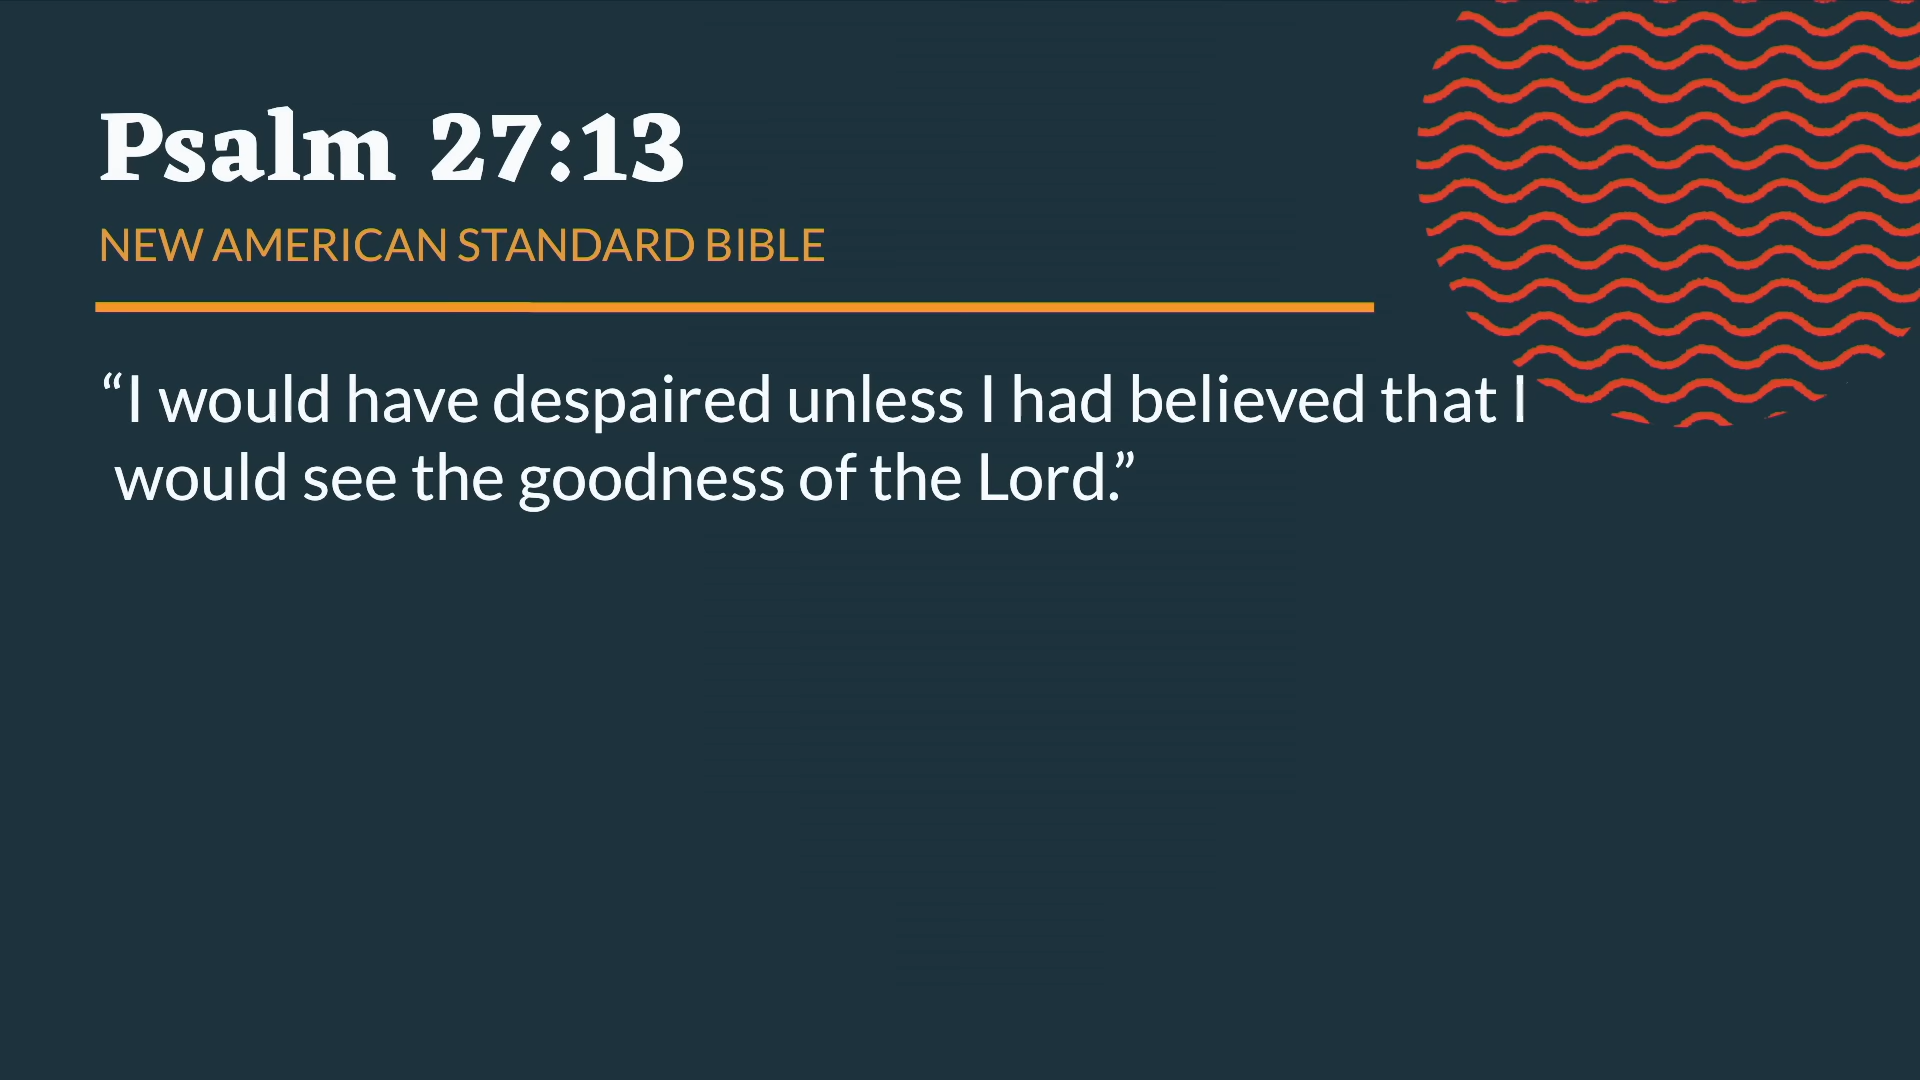 Psalm 27:13
NEW AMERICAN STANDARD BIBLE
“I would have despaired unless I had believed that I
would see the goodness of the Lord.”